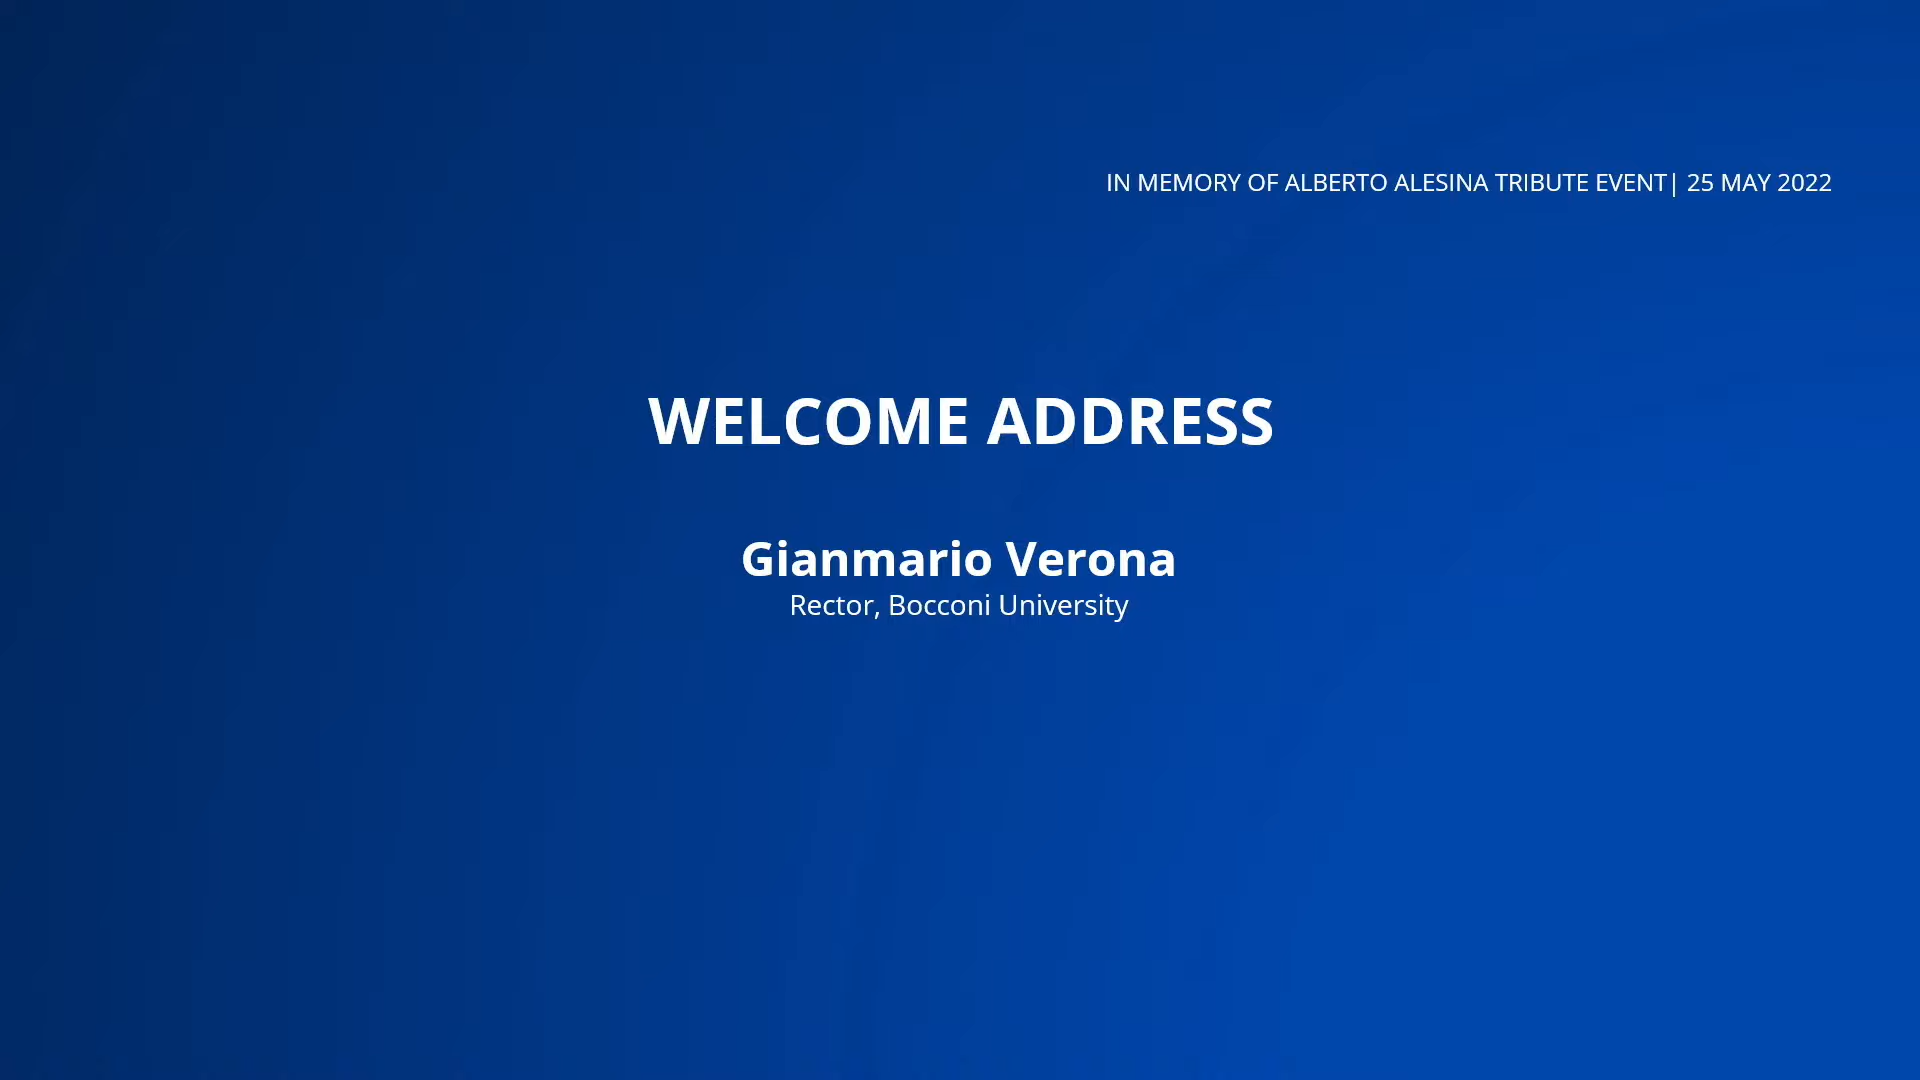 IN MEMORY OF ALBERTO ALESINA TRIBUTE EVENT| 25 MAY 2022
WELCOME ADDRESS
Gianmario Verona
Rector, Bocconi University